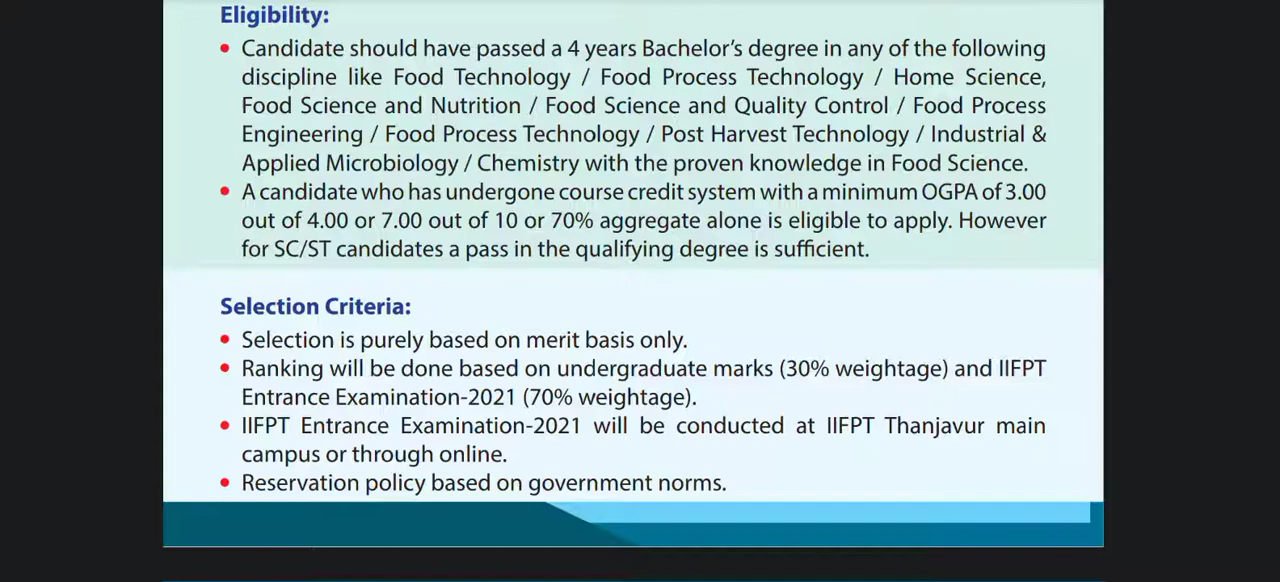 Eligibility:
• Candidate should have passed a 4 years Bachelor's degree in any of the following
discipline like Food Technology / Food Process Technology / Home Science,
Food Science and Nutrition / Food Science and Quality Control / Food Process
Engineering / Food Process Technology / Post Harvest Technology / Industrial &
Applied Microbiology / Chemistry with the proven knowledge in Food Science.
• A candidate who has undergone course credit system with a minimum OGPA of 3.00
out of 4.00 or 7.00 out of 10 or 70% aggregate alone is eligible to apply. However
for SC/ST candidates a pass in the qualifying degree is sufficient.
Selection Criteria:
• Selection is purely based on merit basis only.
• Ranking will be done based on undergraduate marks (30% weightage) and IIFPT
Entrance Examination-2021 (70% weightage).
• IIFPT Entrance Examination-2021 will be conducted at IIFPT Thanjavur main
campus or through online.
• Reservation policy based on government norms.